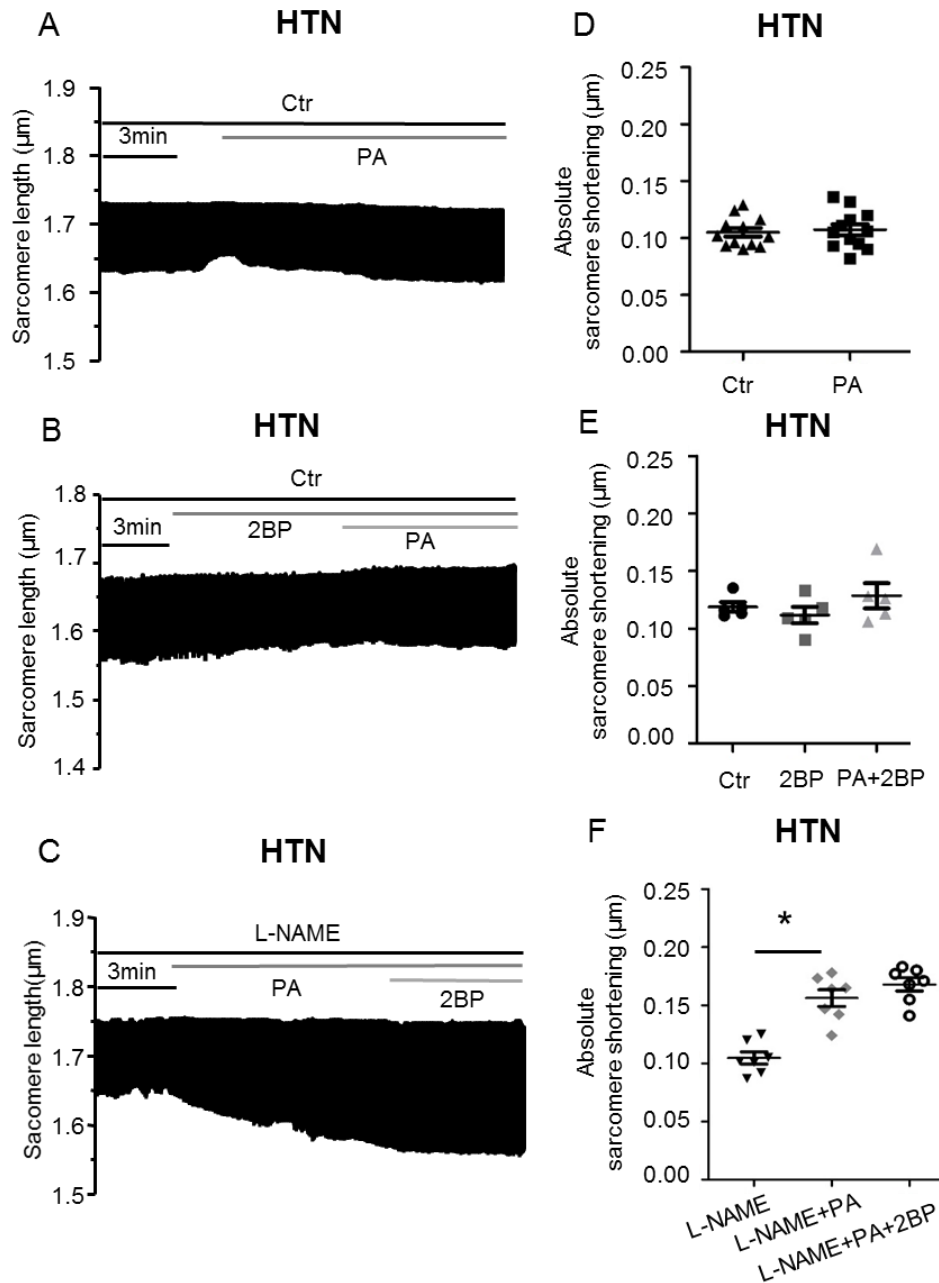 A
HTN
Sarcomere length (µm)
1.9
1.8
1.7
1.6
1.5
Ctr
3min
PA
D
HTN
Absolute
sarcomere shortening (µm)
0.25
0.20
0.15
0.10
0.05
0.00
Ctr PA
B
HTN
Sarcomere length (µm)
1.8
1.7
1.6
1.5
1.4
Ctr
3min
2BP
PA
E
HTN
Absolute
sarcomere shortening (µm)
0.25
0.20
0.15
0.10
0.05
0.00
Ctr 2BP PA+2BP
C
HTN
Sacomere length(µm)
1.9
1.8
1.7
1.6
1.5
L-NAME
3min
PA
2BP
F
HTN
Absolute
sarcomere shortening (µm)
0.25
0.20
0.15
0.10
0.05
0.00
*
L-NAME
L-NAME+PA
L-NAME+PA+2BP